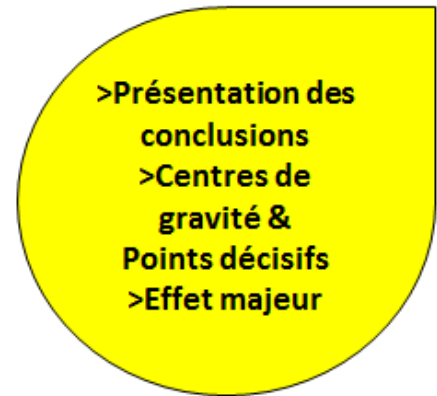 >Présentation des
conclusions
>Centres de
gravité &
Points décisifs
>Effet majeur